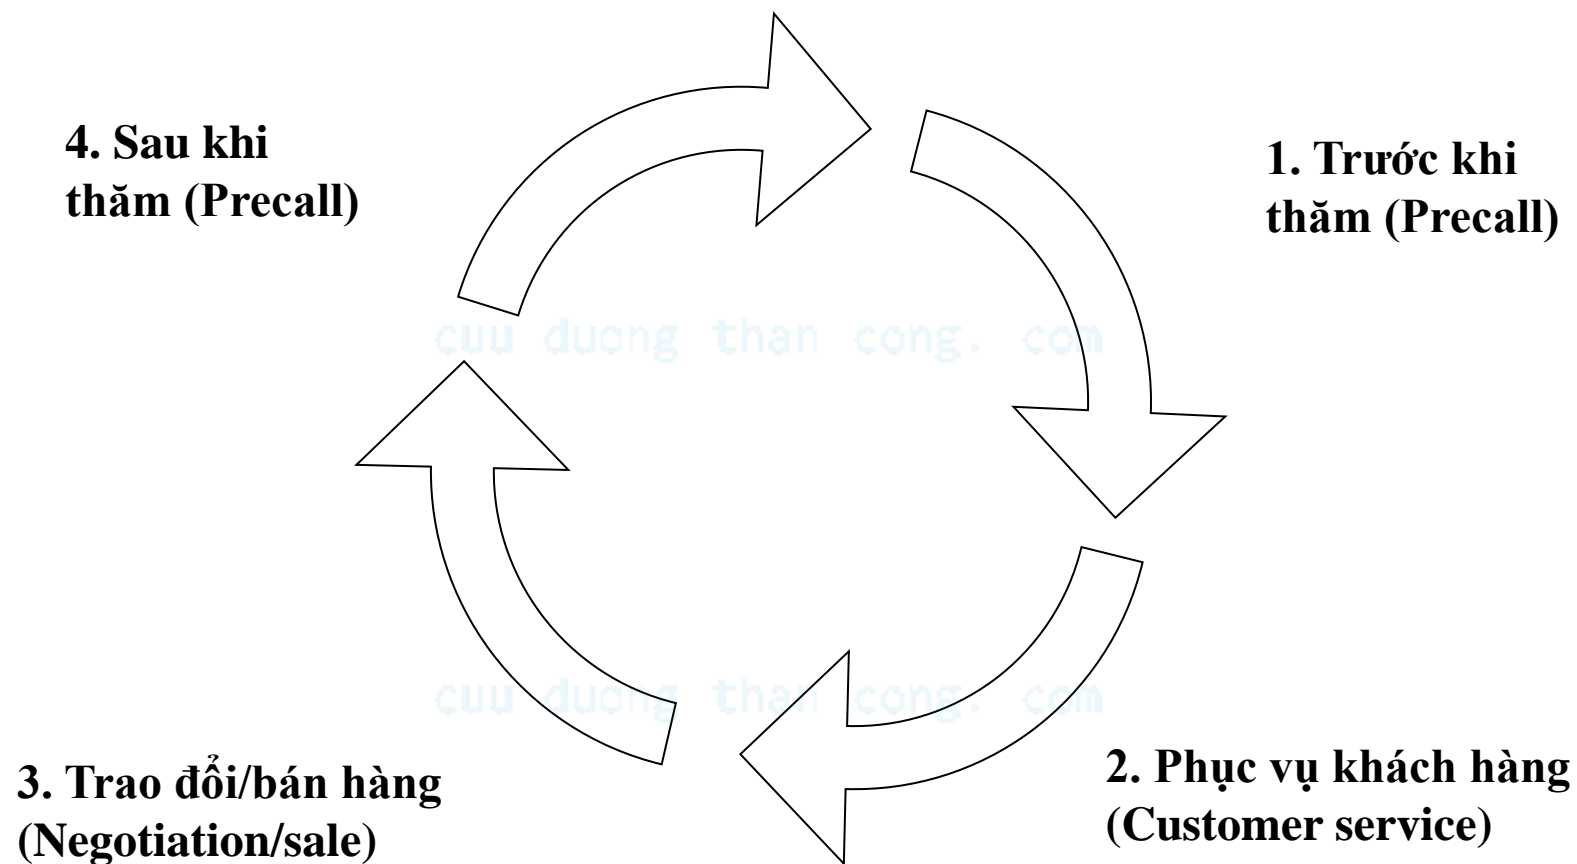 4. Sau khi
thăm (Precall)
1. Trước khi
thăm (Precall)
cuu duong than cong. com
cuu duong than cong. com
3. Trao đổi/bán hàng
(Negotiation/sale)
2. Phục vụ khách hàng
(Customer service)